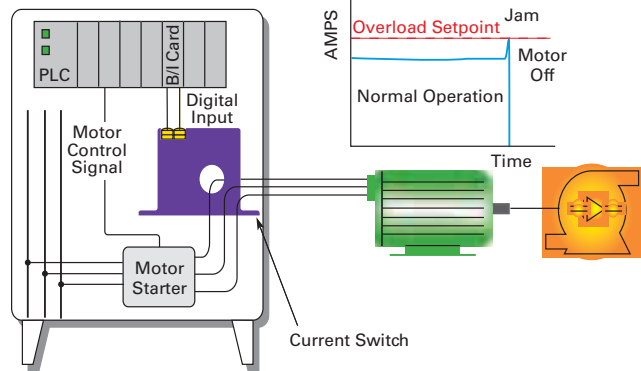 PLC
B/I Card
Digital
Input
Motor
Control
Signal
Motor
Starter
Current Switch
AMPS
Overload Setpoint
Jam
Motor
Off
Normal Operation
Time